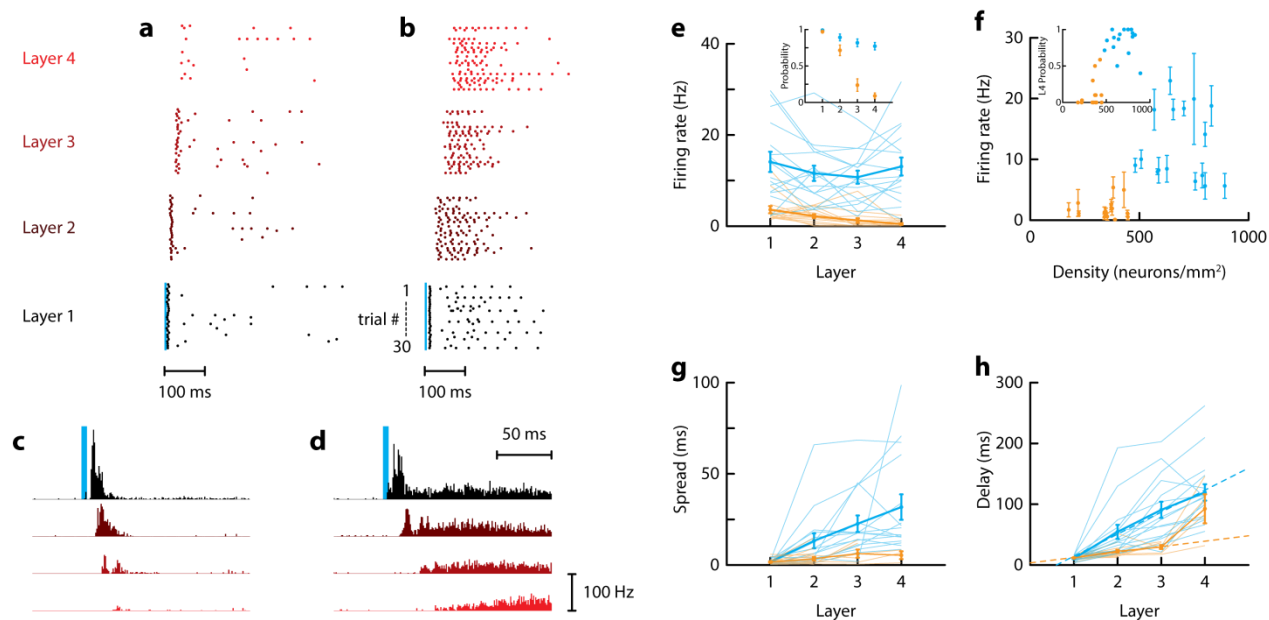 a
b
Layer 4
Layer 3
Layer 2
Layer 1
trial #
1
30
100 ms
100 ms
c
d
50 ms
100 Hz
e
40
30
20
10
0
Firing rate (Hz)
1 2 3 4
Layer
Probability
1
0.5
0
1 2 3 4
f
30
20
10
0
Firing rate (Hz)
500
1000
Density (neurons/mm²)
L4 Probability
1
0.5
0
0 500 1000
g
100
50
0
Spread (ms)
1 2 3 4
Layer
h
300
200
100
0
Delay (ms)
1 2 3 4
Layer